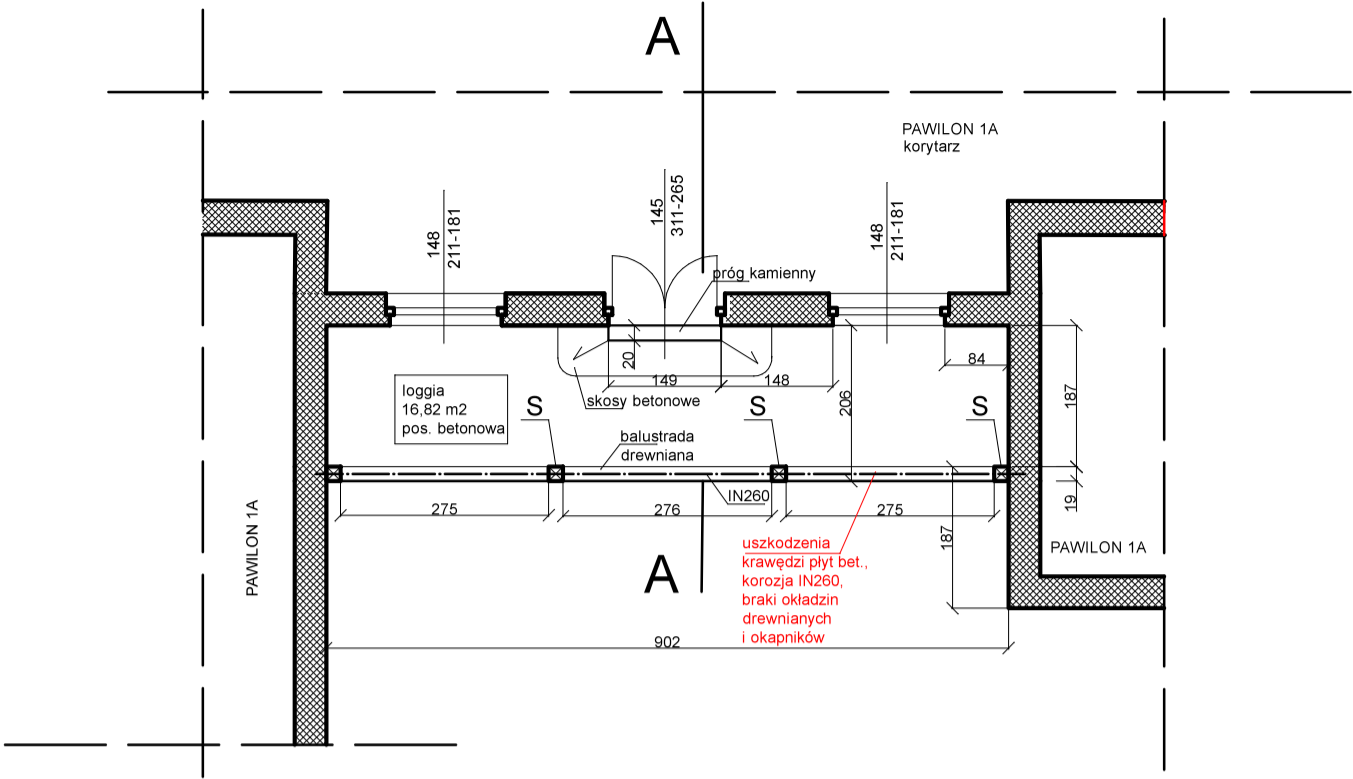 A
PAWILON 1A
korytarz
148
211-181
145
311-265
148
211-181
próg kamienny
20
149
148
84
206
187
skosy betonowe
loggia
16,82 m2
pos. betonowa
S
S
S
balustrada
drewniana
IN260
275
276
275
19
187
PAWILON 1A
PAWILON 1A
A
uszkodzenia
krawędzi płyt bet.,
korozja IN260,
braki okładzin
drewnianych
i okapników
902